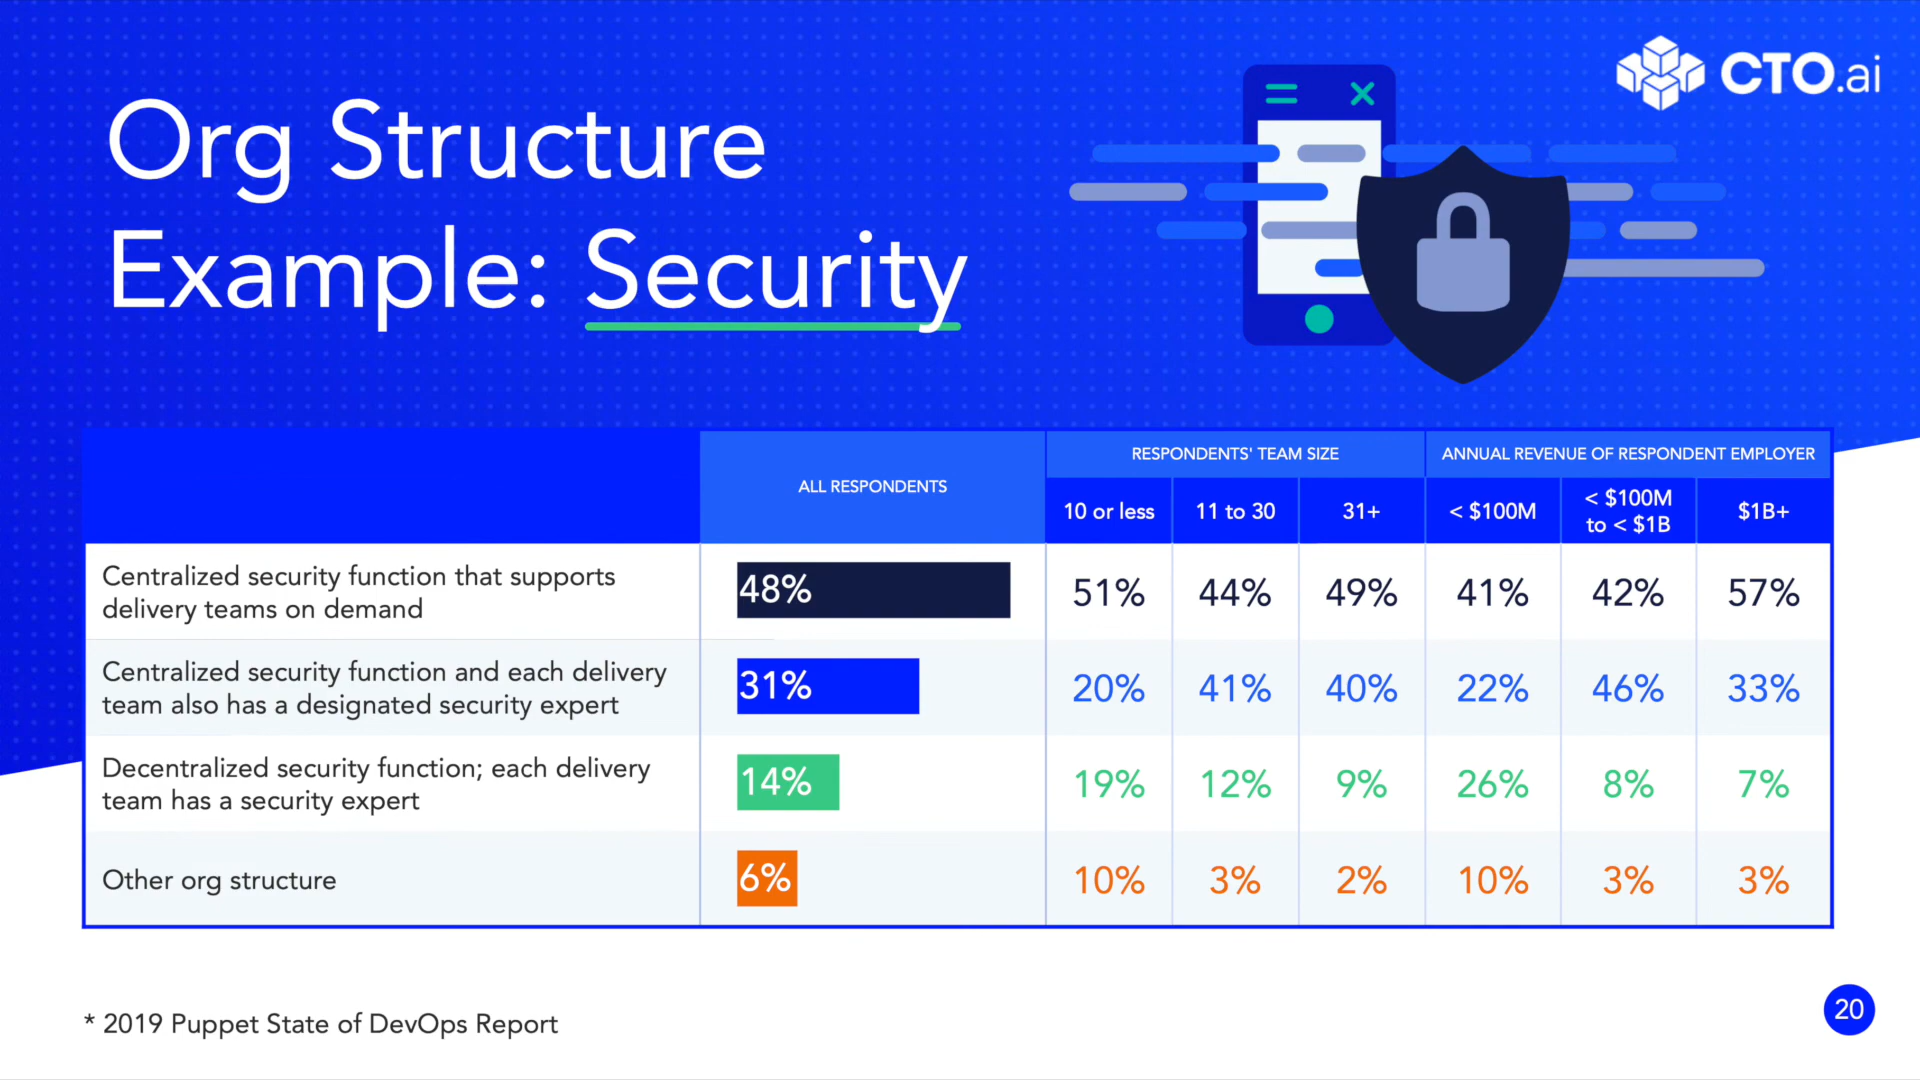 CTO.ai
Org Structure
Example: Security
ALL RESPONDENTS
RESPONDENTS' TEAM SIZE
ANNUAL REVENUE OF RESPONDENT EMPLOYER
10 or less
11 to 30
31+
< $100M
< $100M
to < $1B
$1B+
Centralized security function that supports
delivery teams on demand
48%
51%
44%
49%
41%
42%
57%
Centralized security function and each delivery
team also has a designated security expert
31%
20%
41%
40%
22%
46%
33%
Decentralized security function; each delivery
team has a security expert
14%
19%
12%
9%
26%
8%
7%
Other org structure
6%
10%
3%
2%
10%
3%
3%
* 2019 Puppet State of DevOps Report
20